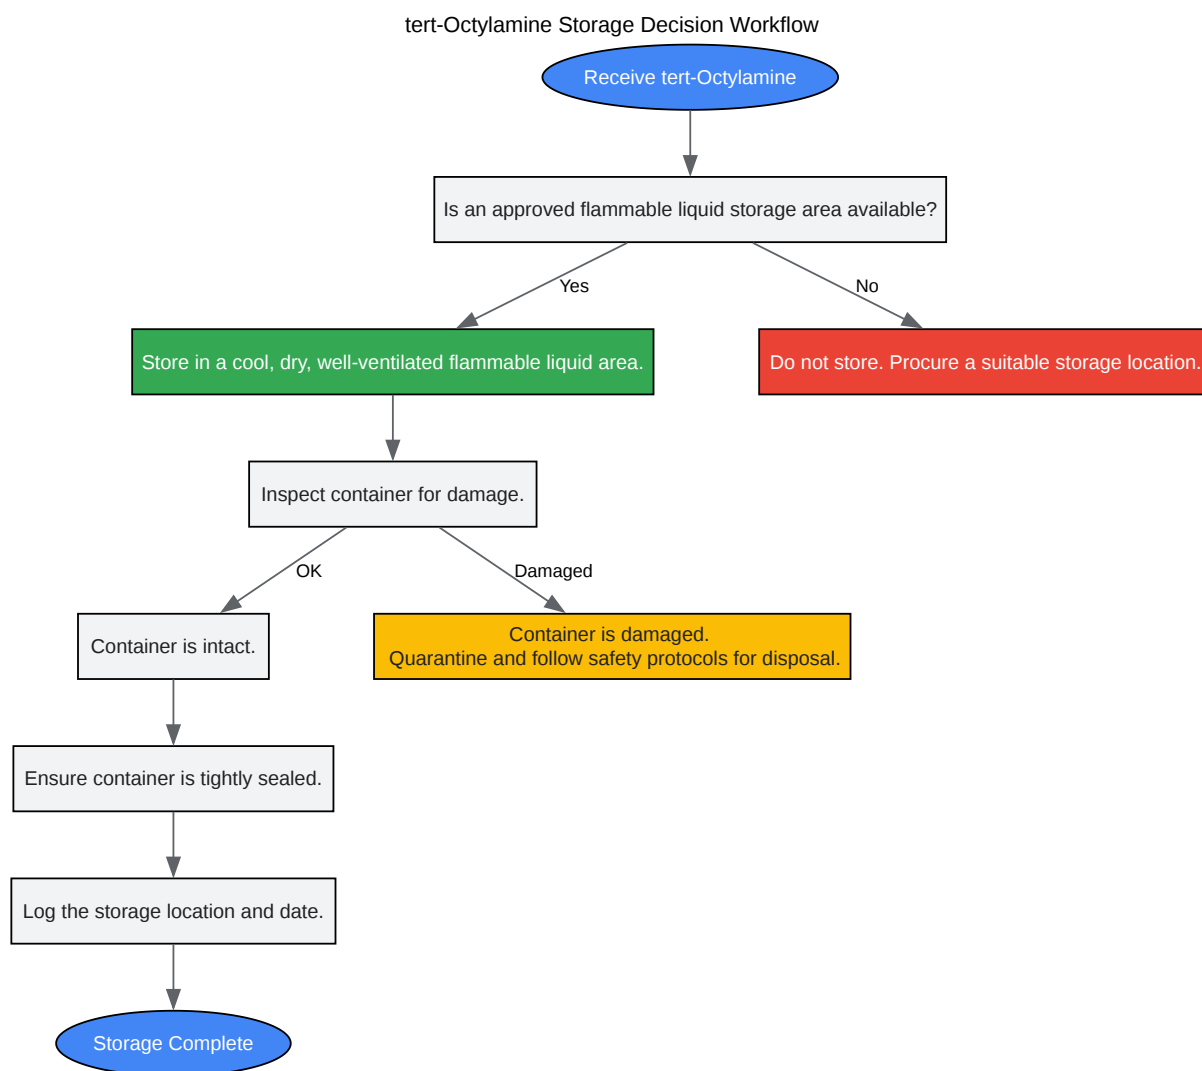 tert-Octylamine Storage Decision Workflow
Receive tert-Octylamine
Is an approved flammable liquid storage area available?
Yes
No
Store in a cool, dry, well-ventilated flammable liquid area.
Do not store. Procure a suitable storage location.
Inspect container for damage.
OK
Damaged
Container is intact.
Container is damaged.
Quarantine and follow safety protocols for disposal.
Ensure container is tightly sealed.
Log the storage location and date.
Storage Complete